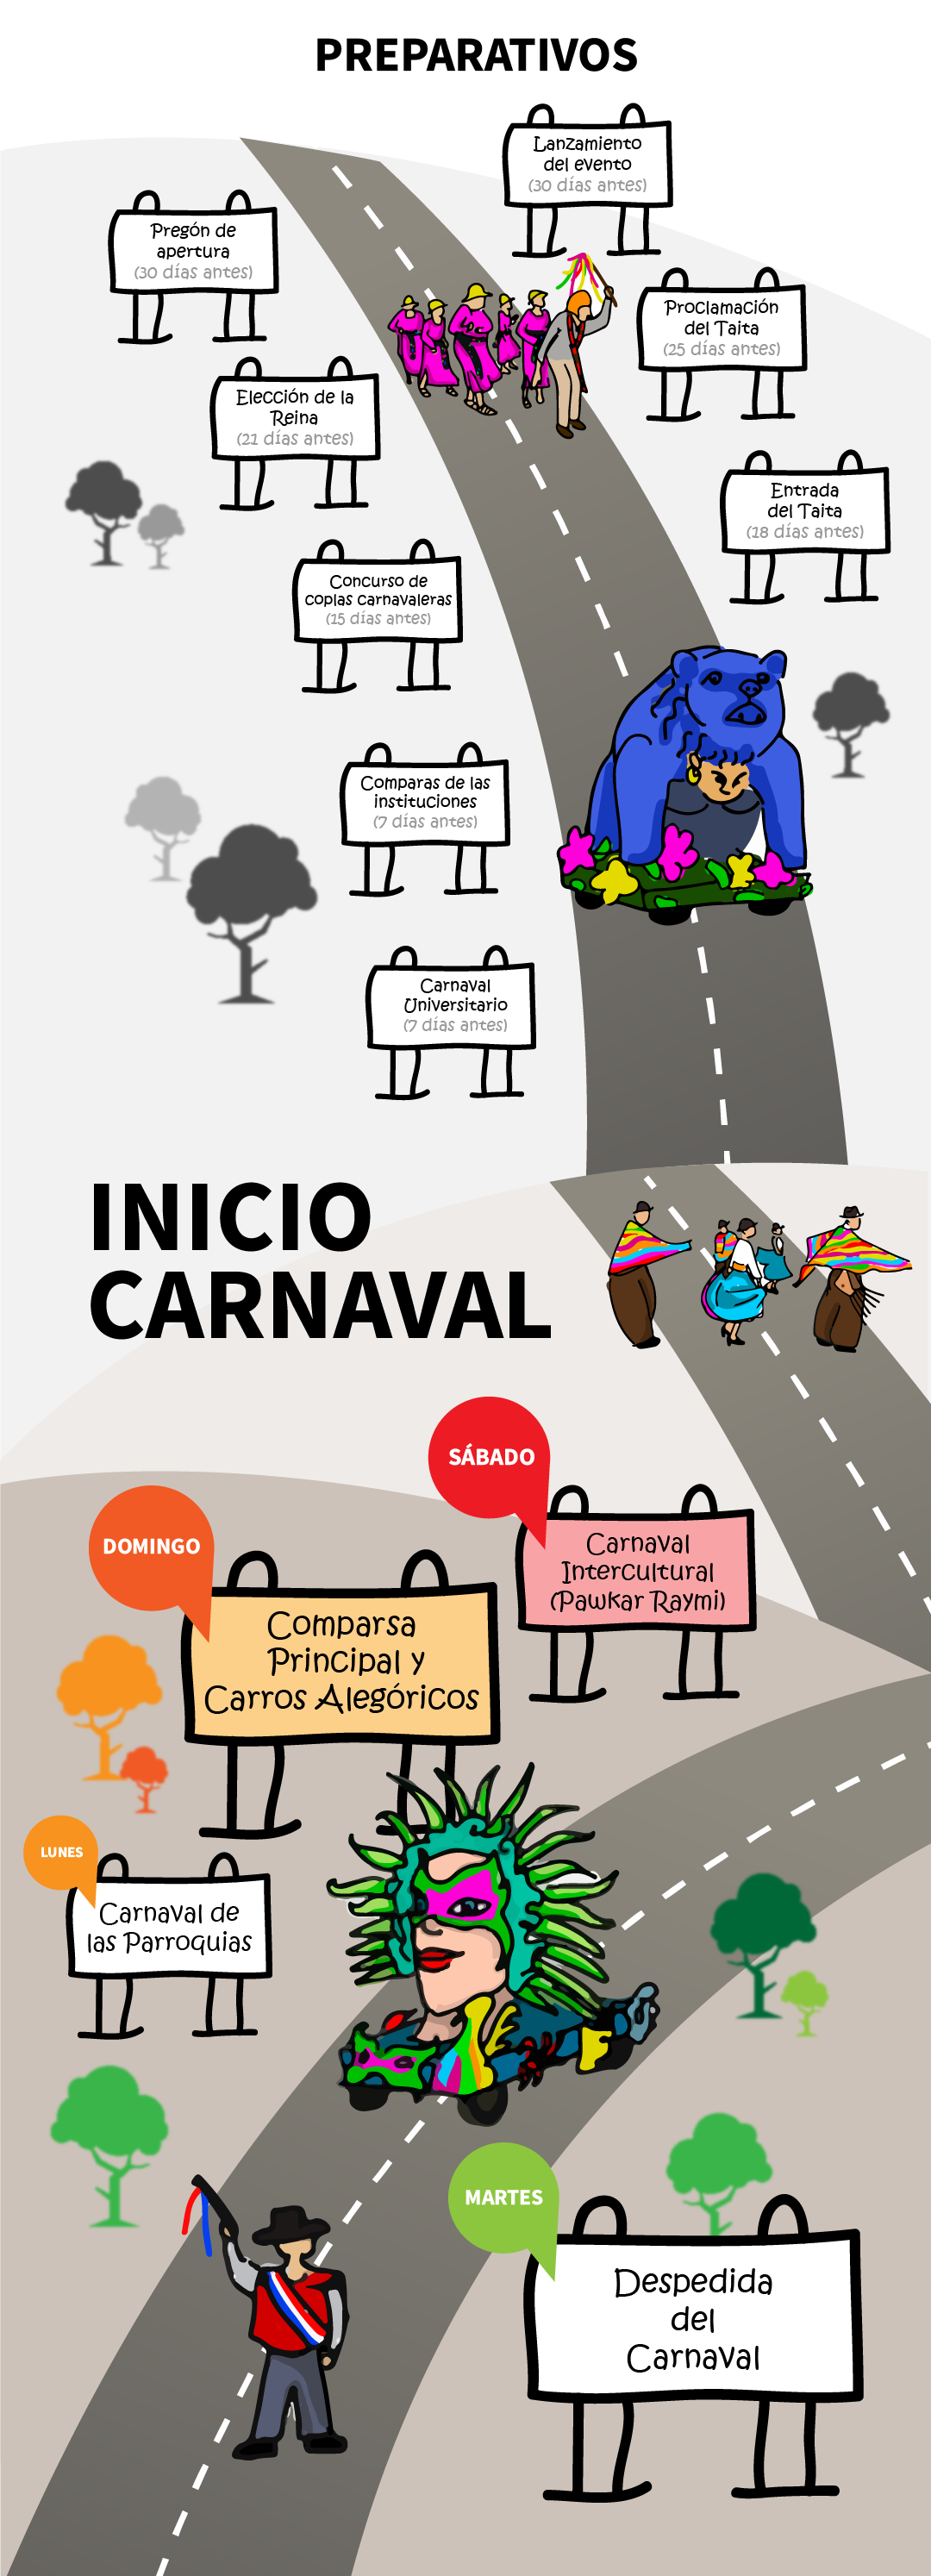 PREPARATIVOS
Lanzamiento
del evento
(30 días antes)
Pregón de
apertura
(30 días antes)
Proclamación
del Taita
(25 días antes)
Elección de la
Reina
(21 días antes)
Entrada
del Taita
(18 días antes)
Concurso de
coplas carnavaleras
(15 días antes)
Comparas de las
instituciones
(7 días antes)
Carnaval
Universitario
(7 días antes)
INICIO
CARNAVAL
SÁBADO
Carnaval
Intercultural
(Pawkar Raymi)
DOMINGO
Comparsa
Principal y
Carros Alegóricos
LUNES
Carnaval de
las Parroquias
MARTES
Despedida
del
Carnaval